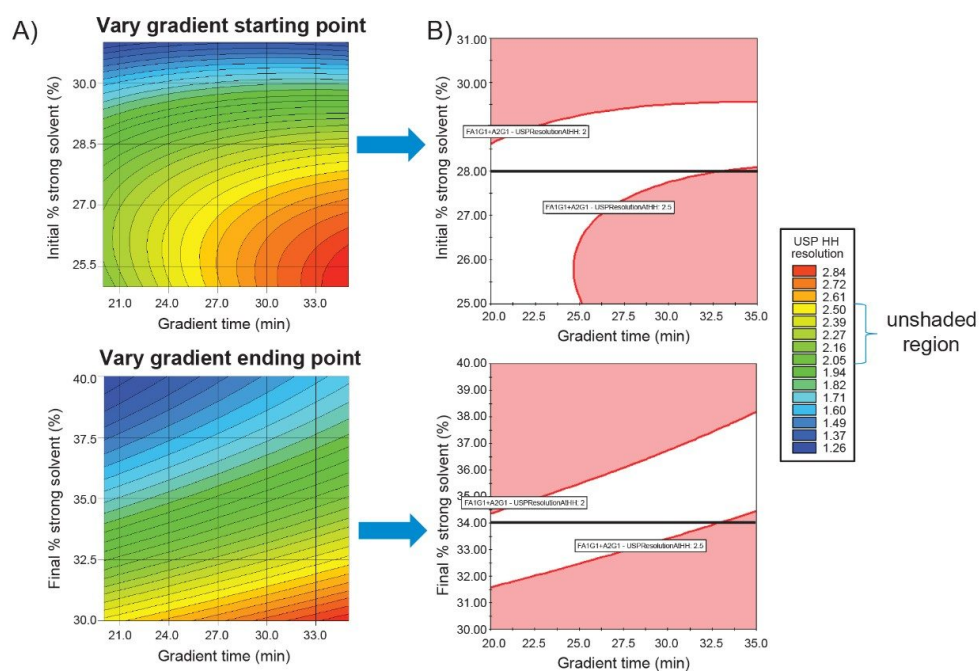 A)
Vary gradient starting point
Initial % strong solvent (%)
30.0
28.5
27.0
25.5
21.0 24.0 27.0 30.0 33.0
Gradient time (min)
B)
31.00
30.00
29.00
28.00
27.00
26.00
25.00
FA1G1+A2G1 - USPResolutionAtHH: 2
FA1G1+A2G1 - USPResolutionAtHH: 2.5
20.0 22.5 25.0 27.5 30.0 32.5 35.0
Gradient time (min)
Initial % strong solvent (%)
Vary gradient ending point
Final % strong solvent (%)
40.0
37.5
35.0
32.5
30.0
21.0 24.0 27.0 30.0 33.0
Gradient time (min)
40.00
39.00
38.00
37.00
36.00
35.00
34.00
33.00
32.00
31.00
30.00
FA1G1+A2G1 - USPResolutionAtHH: 2
FA1G1+A2G1 - USPResolutionAtHH: 2.5
20.0 22.5 25.0 27.5 30.0 32.5 35.0
Gradient time (min)
Final % strong solvent (%)
USP HH
resolution
2.84
2.72
2.61
2.50
2.39
2.27
2.16
2.05
1.94
1.82
1.71
1.60
1.49
1.37
1.26
unshaded
region